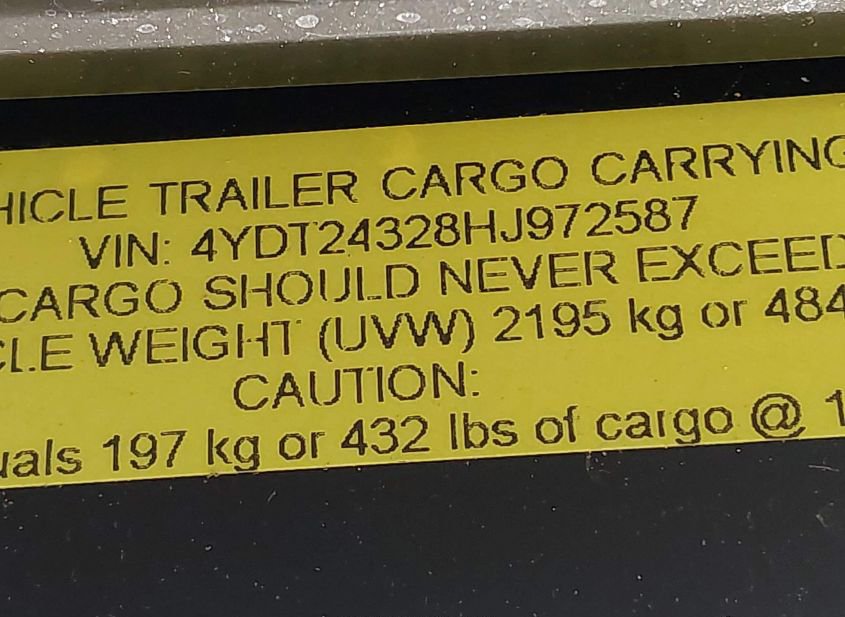 HICLE TRAILER CARGO CARRYING
VIN: 4YDT24328HJ972587
CARGO SHOULD NEVER EXCEED
CLE WEIGHT (UVW) 2195 kg or 484
CAUTION:
uals 197 kg or 432 lbs of cargo @ 1